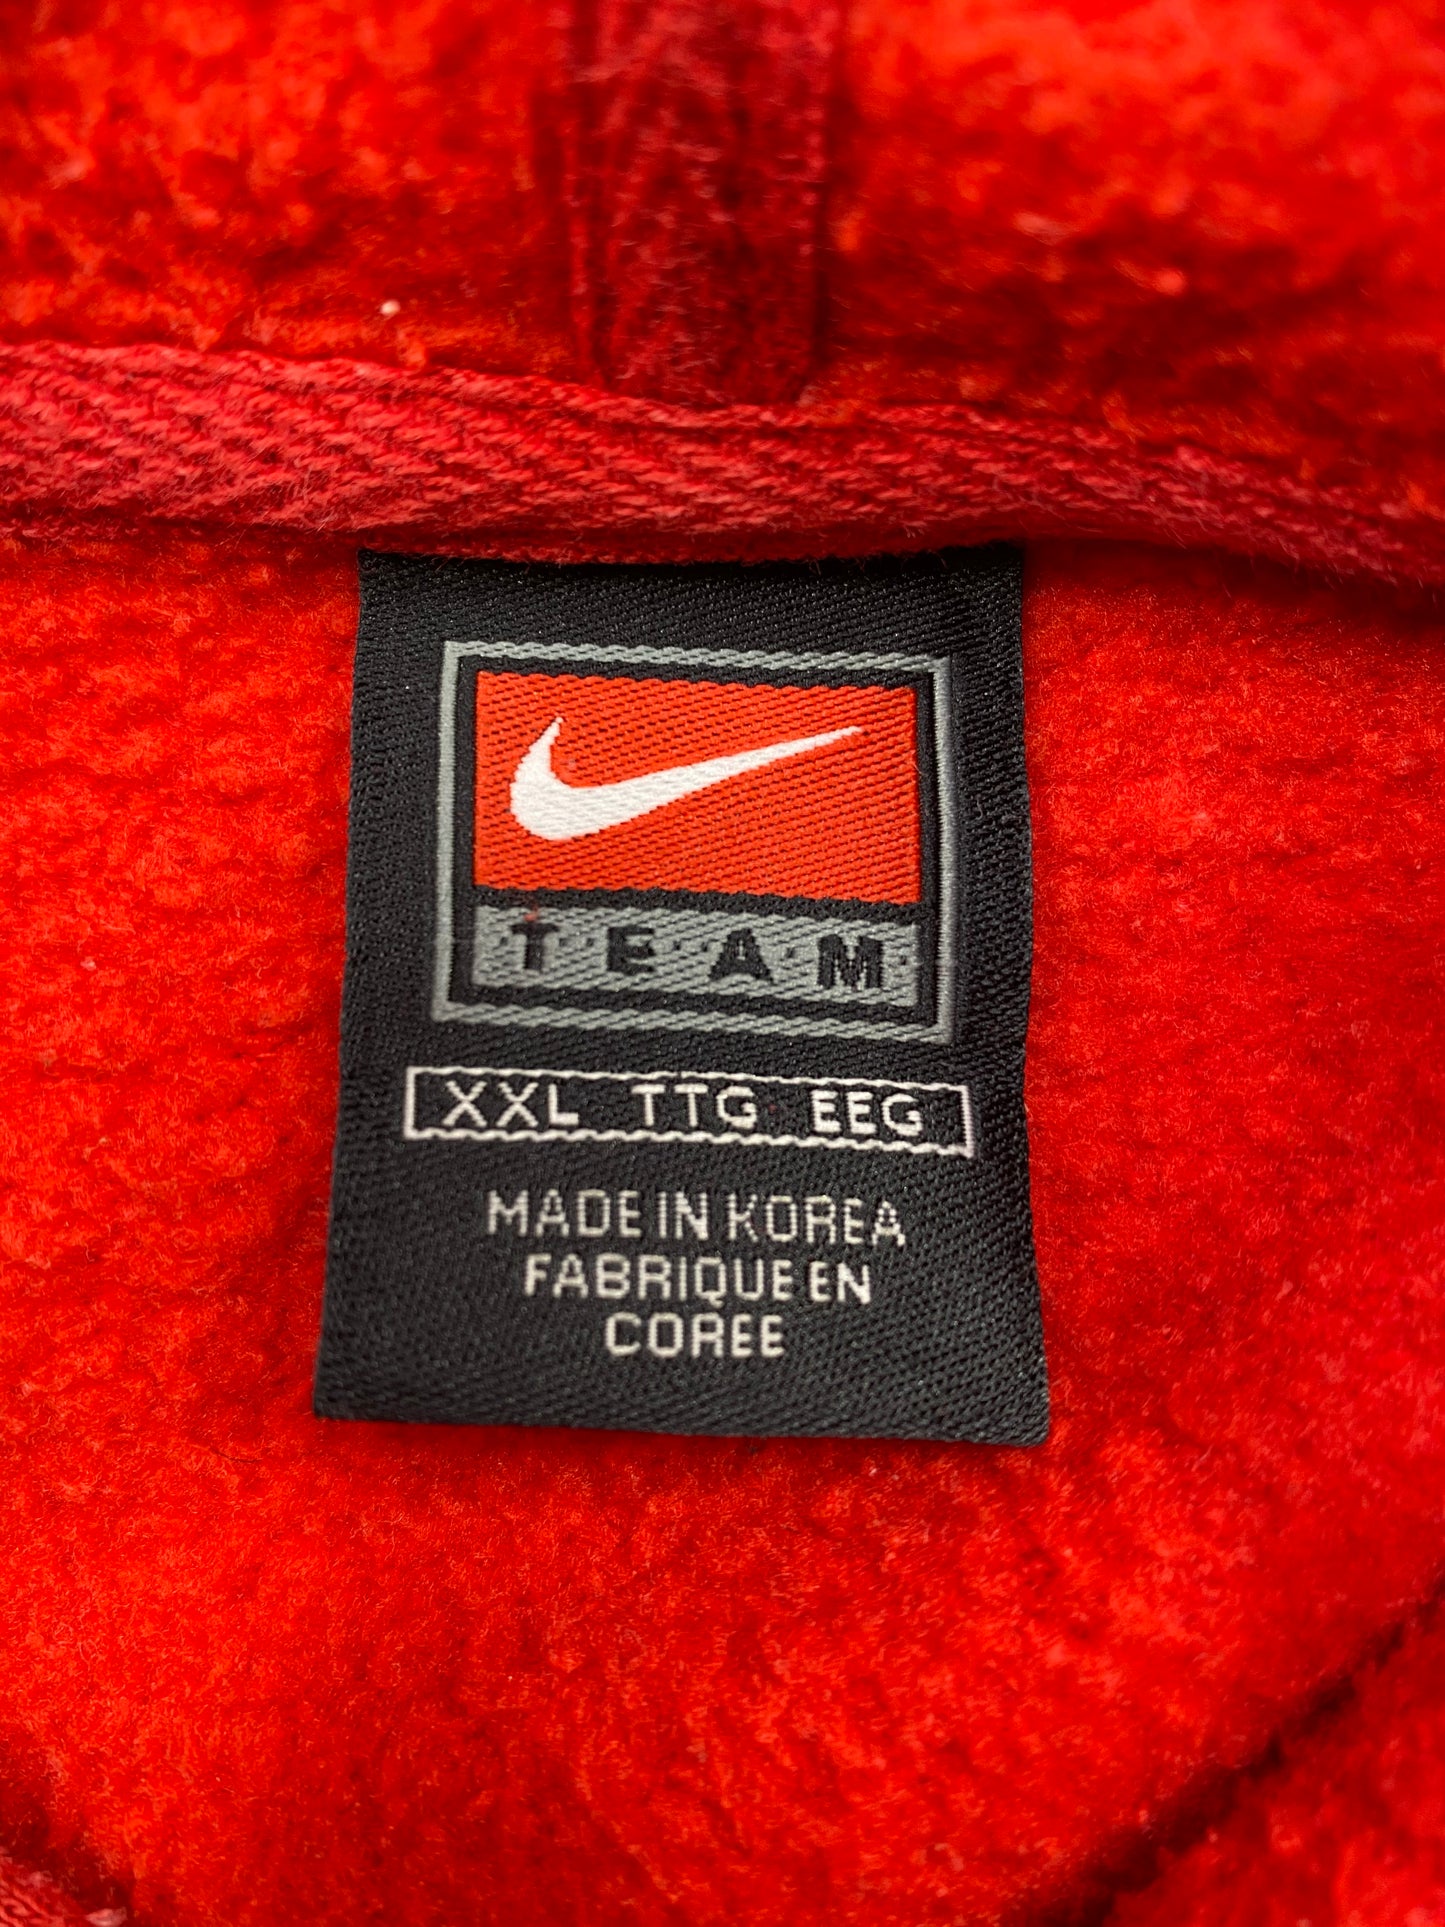 TEAM
XXL TTG EEG
MADE IN KOREA
FABRIQUE EN
COREE